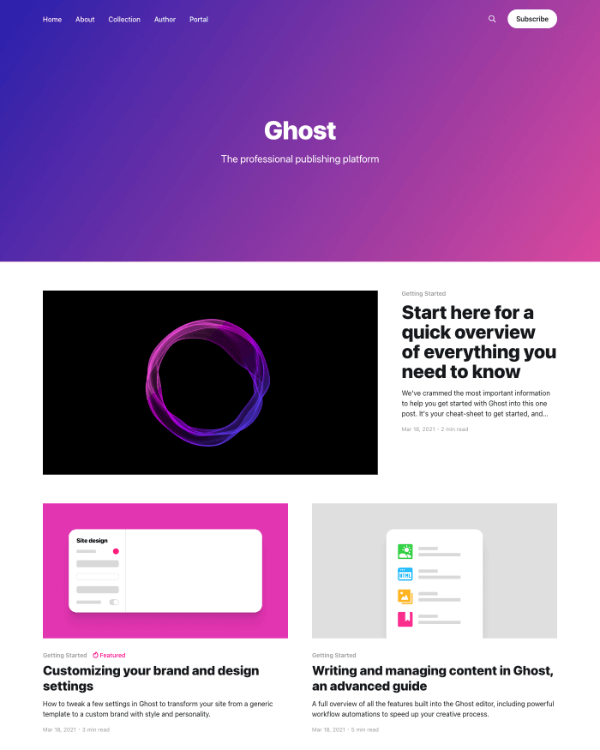 Home About Collection Author Portal Subscribe
Ghost
The professional publishing platform
Getting Started
Start here for a
quick overview
of everything you
need to know
We've crammed the most important information
to help you get started with Ghost into this one
post. It's your cheat-sheet to get started, and...
Mar 18, 2021 • 2 min read
Site design
HTML
Getting Started Featured
Customizing your brand and design
settings
How to tweak a few settings in Ghost to transform your site from a generic
template to a custom brand with style and personality.
Mar 18, 2021 • 3 min read
Getting Started
Writing and managing content in Ghost,
an advanced guide
A full overview of all the features built into the Ghost editor, including powerful
workflow automations to speed up your creative process.
Mar 18, 2021 • 5 min read